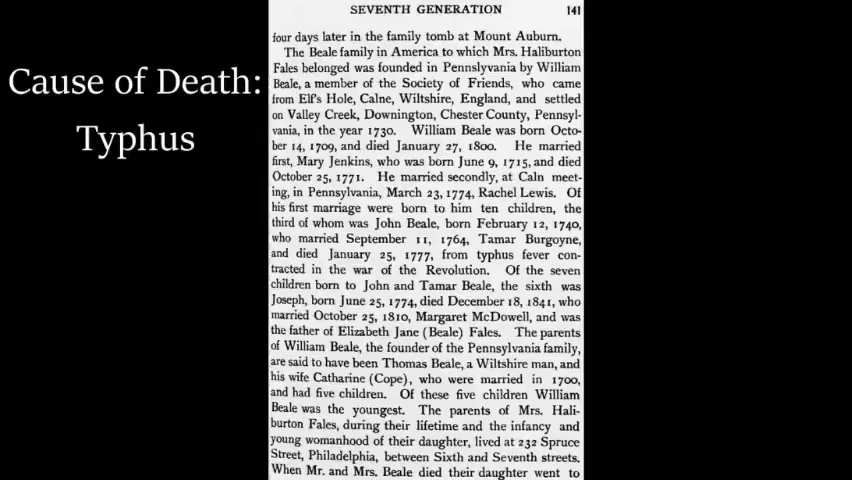 Cause of Death:
Typhus
SEVENTH GENERATION 141
four days later in the family tomb at Mount Auburn.
The Beale family in America to which Mrs. Haliburton
Fales belonged was founded in Pennslyvania by William
Beale, a member of the Society of Friends, who came
from Elf's Hole, Calne, Wiltshire, England, and settled
on Valley Creek, Downington, Chester County, Pennsyl-
vania, in the year 1730. William Beale was born Octo-
ber 14, 1709, and died January 27, 1800. He married
first, Mary Jenkins, who was born June 9, 1715, and died
October 25, 1771. He married secondly, at Caln meet-
ing, in Pennsylvania, March 23, 1774, Rachel Lewis. Of
his first marriage were born to him ten children, the
third of whom was John Beale, born February 12, 1740,
who married September 11, 1764, Tamar Burgoyne,
and died January 25, 1777, from typhus fever con-
tracted in the war of the Revolution. Of the seven
children born to John and Tamar Beale, the sixth was
Joseph, born June 25, 1774, died December 18, 1841, who
married October 25, 1810, Margaret McDowell, and was
the father of Elizabeth Jane (Beale) Fales. The parents
of William Beale, the founder of the Pennsylvania family,
are said to have been Thomas Beale, a Wiltshire man, and
his wife Catharine (Cope), who were married in 1700,
and had five children. Of these five children William
Beale was the youngest. The parents of Mrs. Hali-
burton Fales, during their lifetime and the infancy and
young womanhood of their daughter, lived at 232 Spruce
Street, Philadelphia, between Sixth and Seventh streets.
When Mr. and Mrs. Beale died their daughter went to